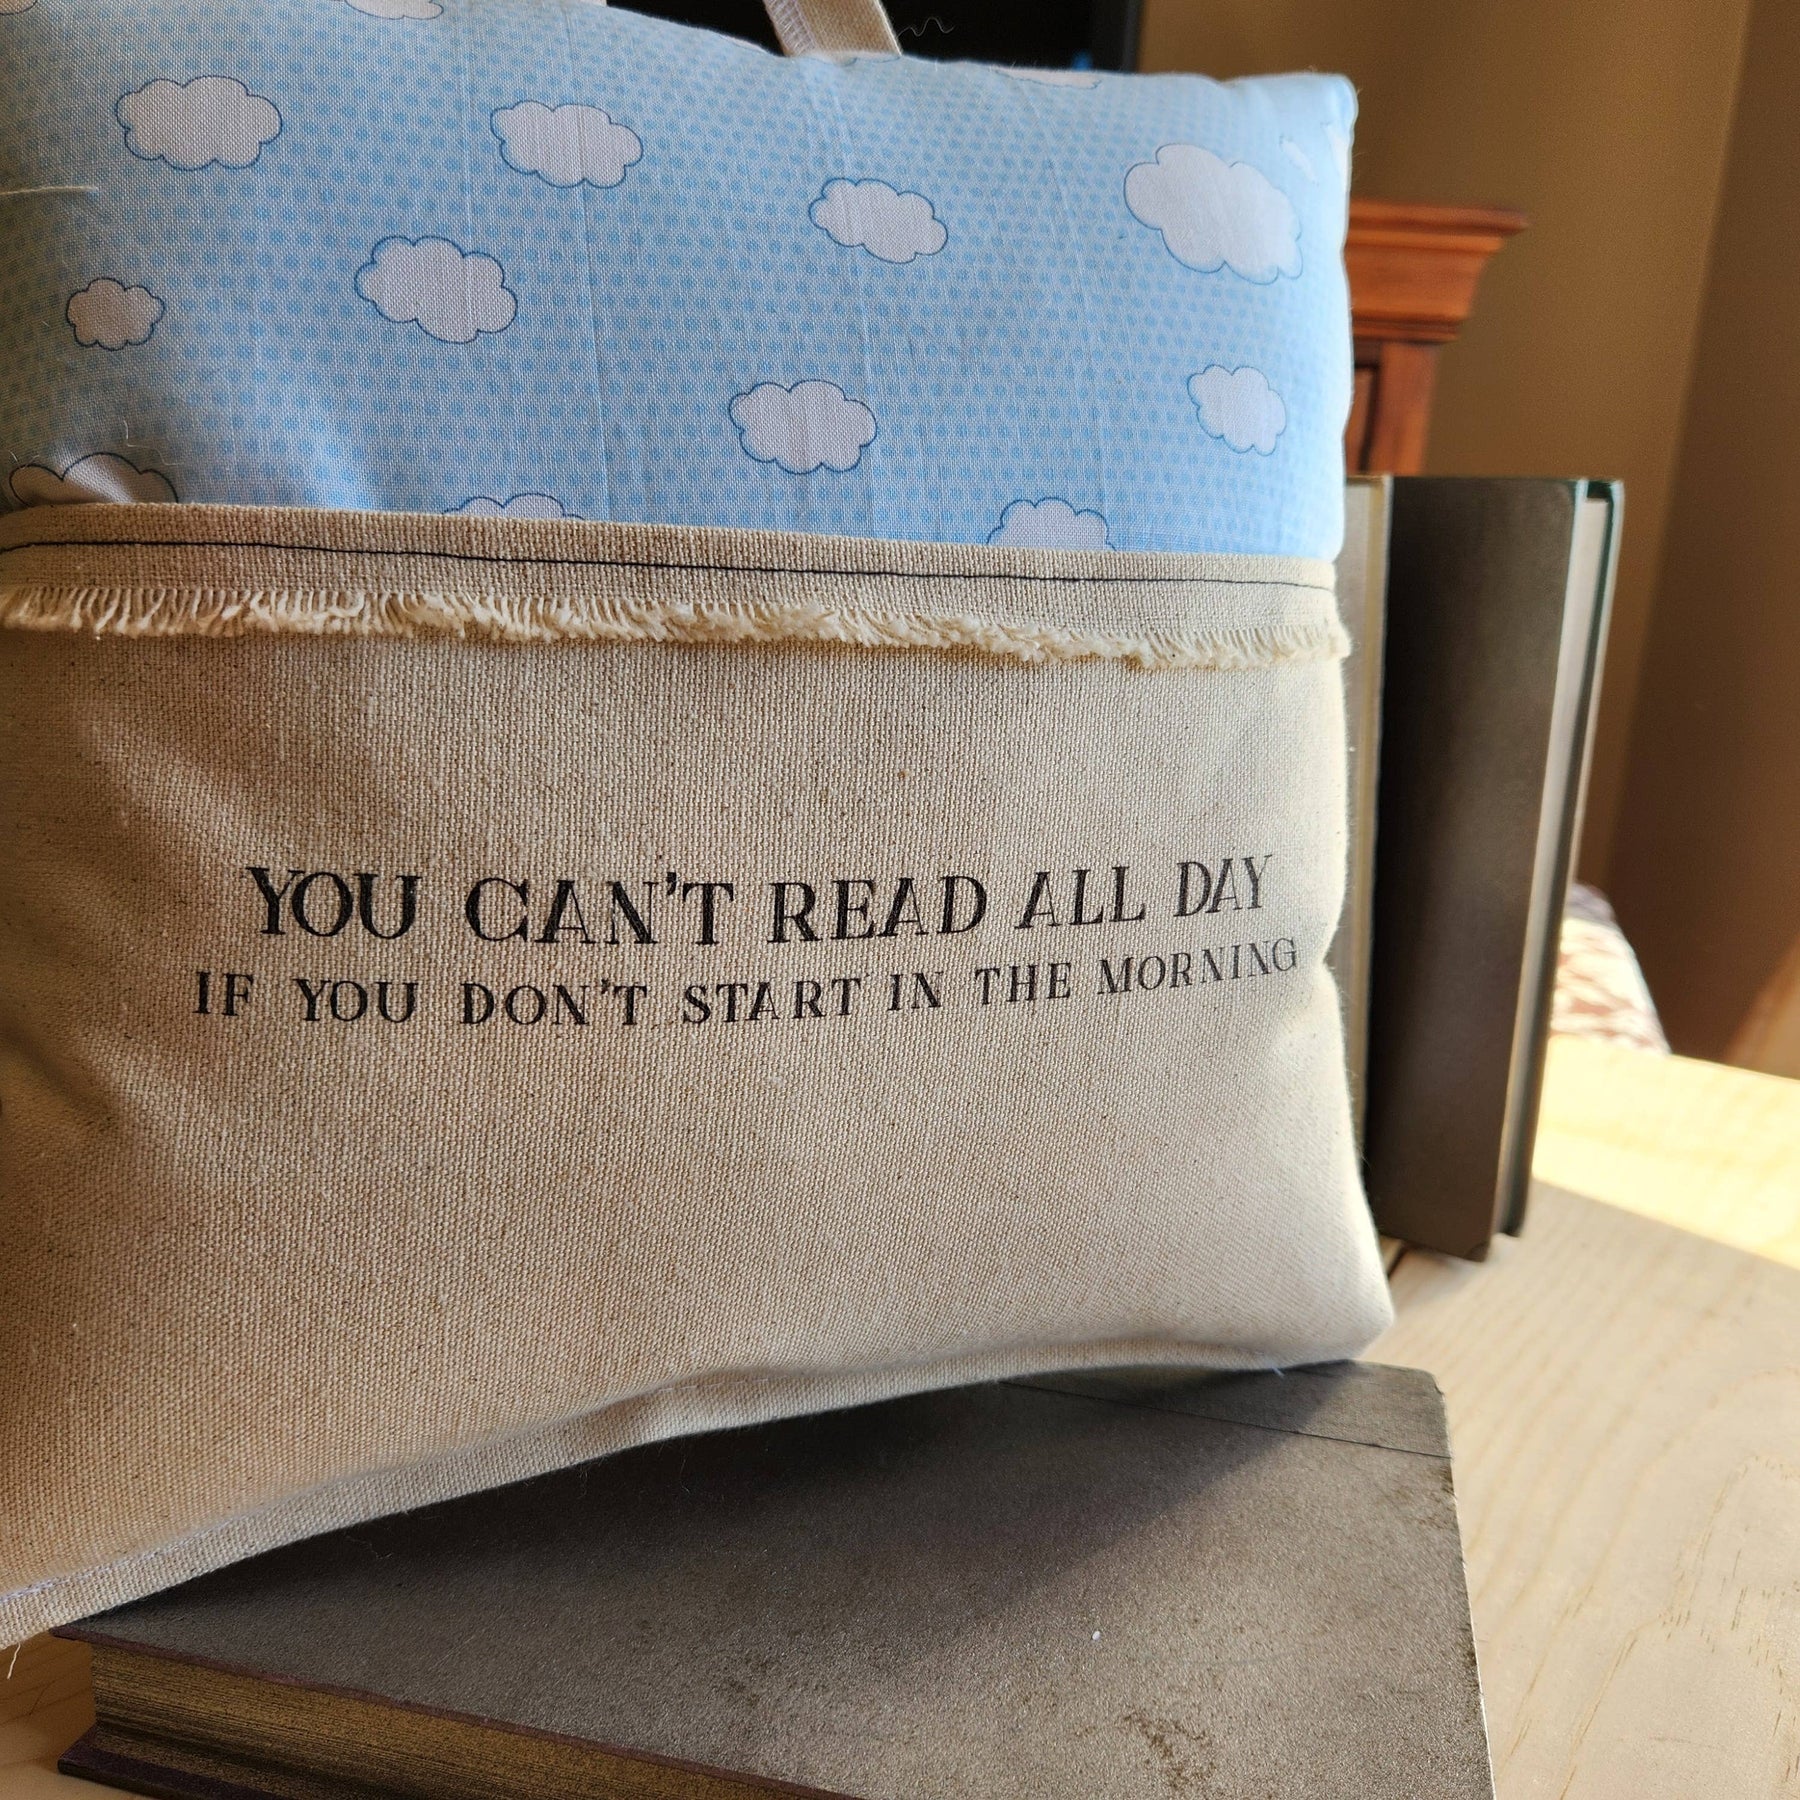 YOU CAN'T READ ALL DAY
IF YOU DON'T START IN THE MORNING